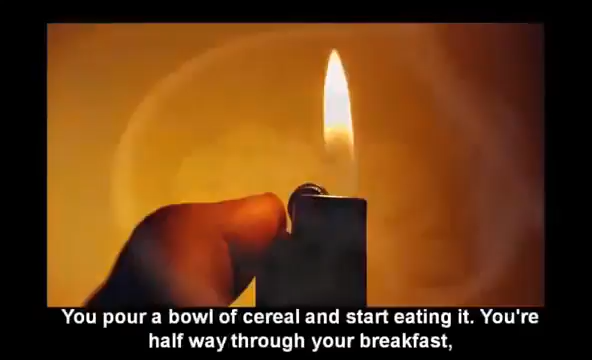 You pour a bowl of cereal and start eating it. You're
half way through your breakfast,